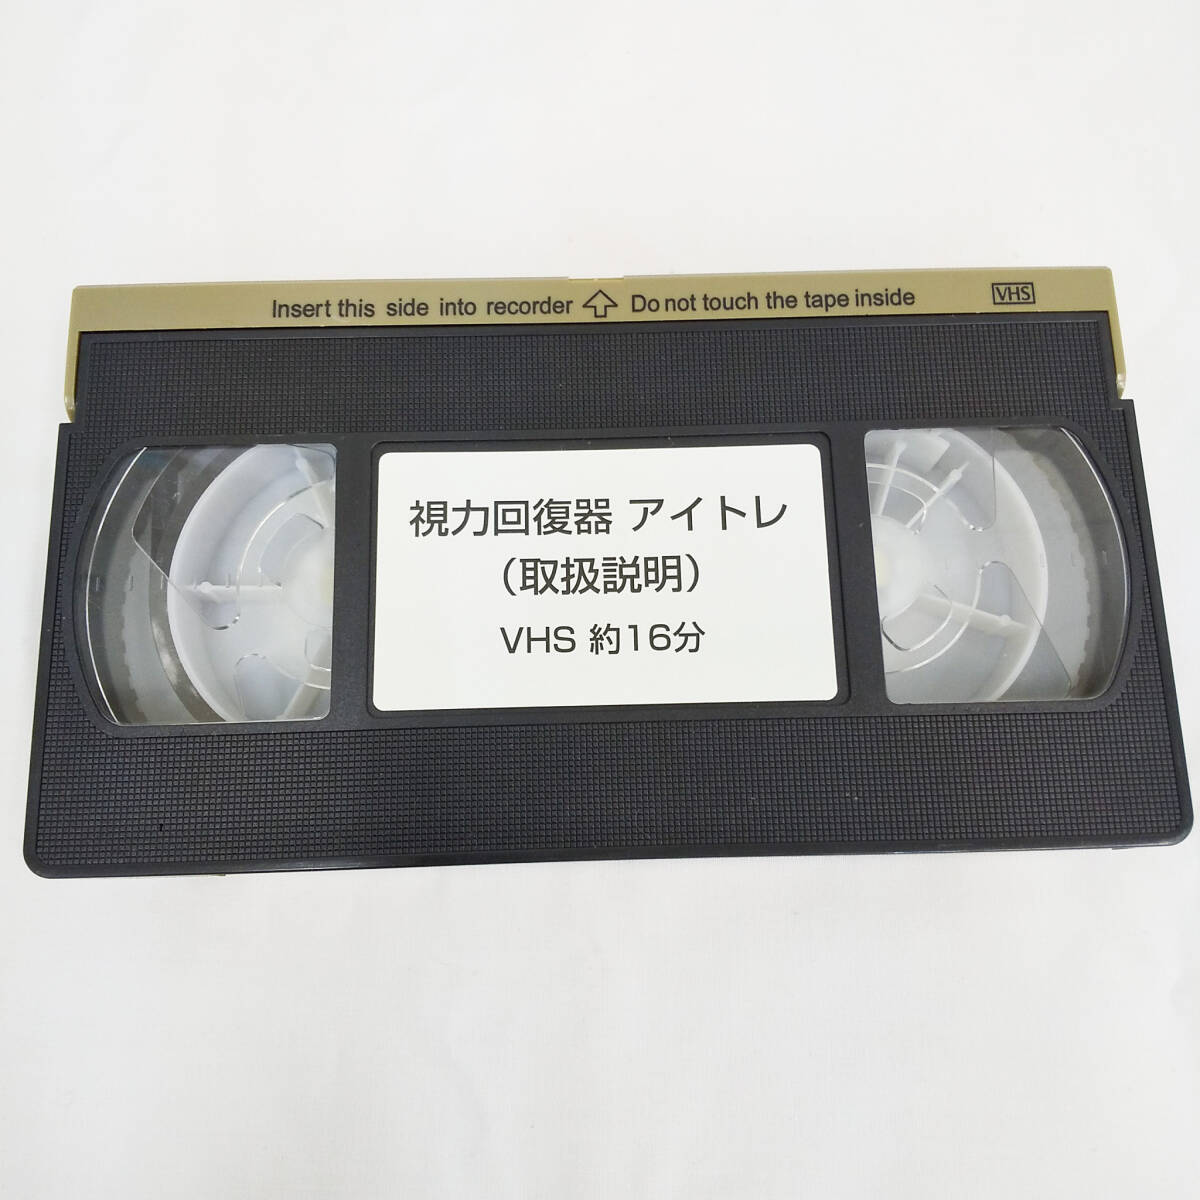 Insert this side into recorder ⇧ Do not touch the tape inside VHS
視力回復器 アイトレ
（取扱説明）
VHS 約16分